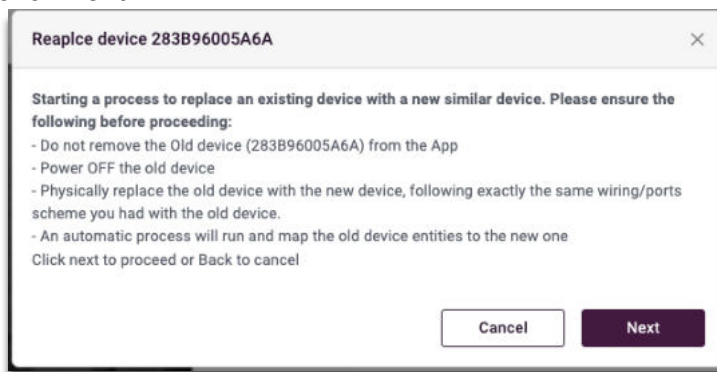 Reaplce device 283B96005A6A
Starting a process to replace an existing device with a new similar device. Please ensure the
following before proceeding:
- Do not remove the Old device (283B96005A6A) from the App
- Power OFF the old device
- Physically replace the old device with the new device, following exactly the same wiring/ports
scheme you had with the old device.
- An automatic process will run and map the old device entities to the new one
Click next to proceed or Back to cancel
Cancel
Next